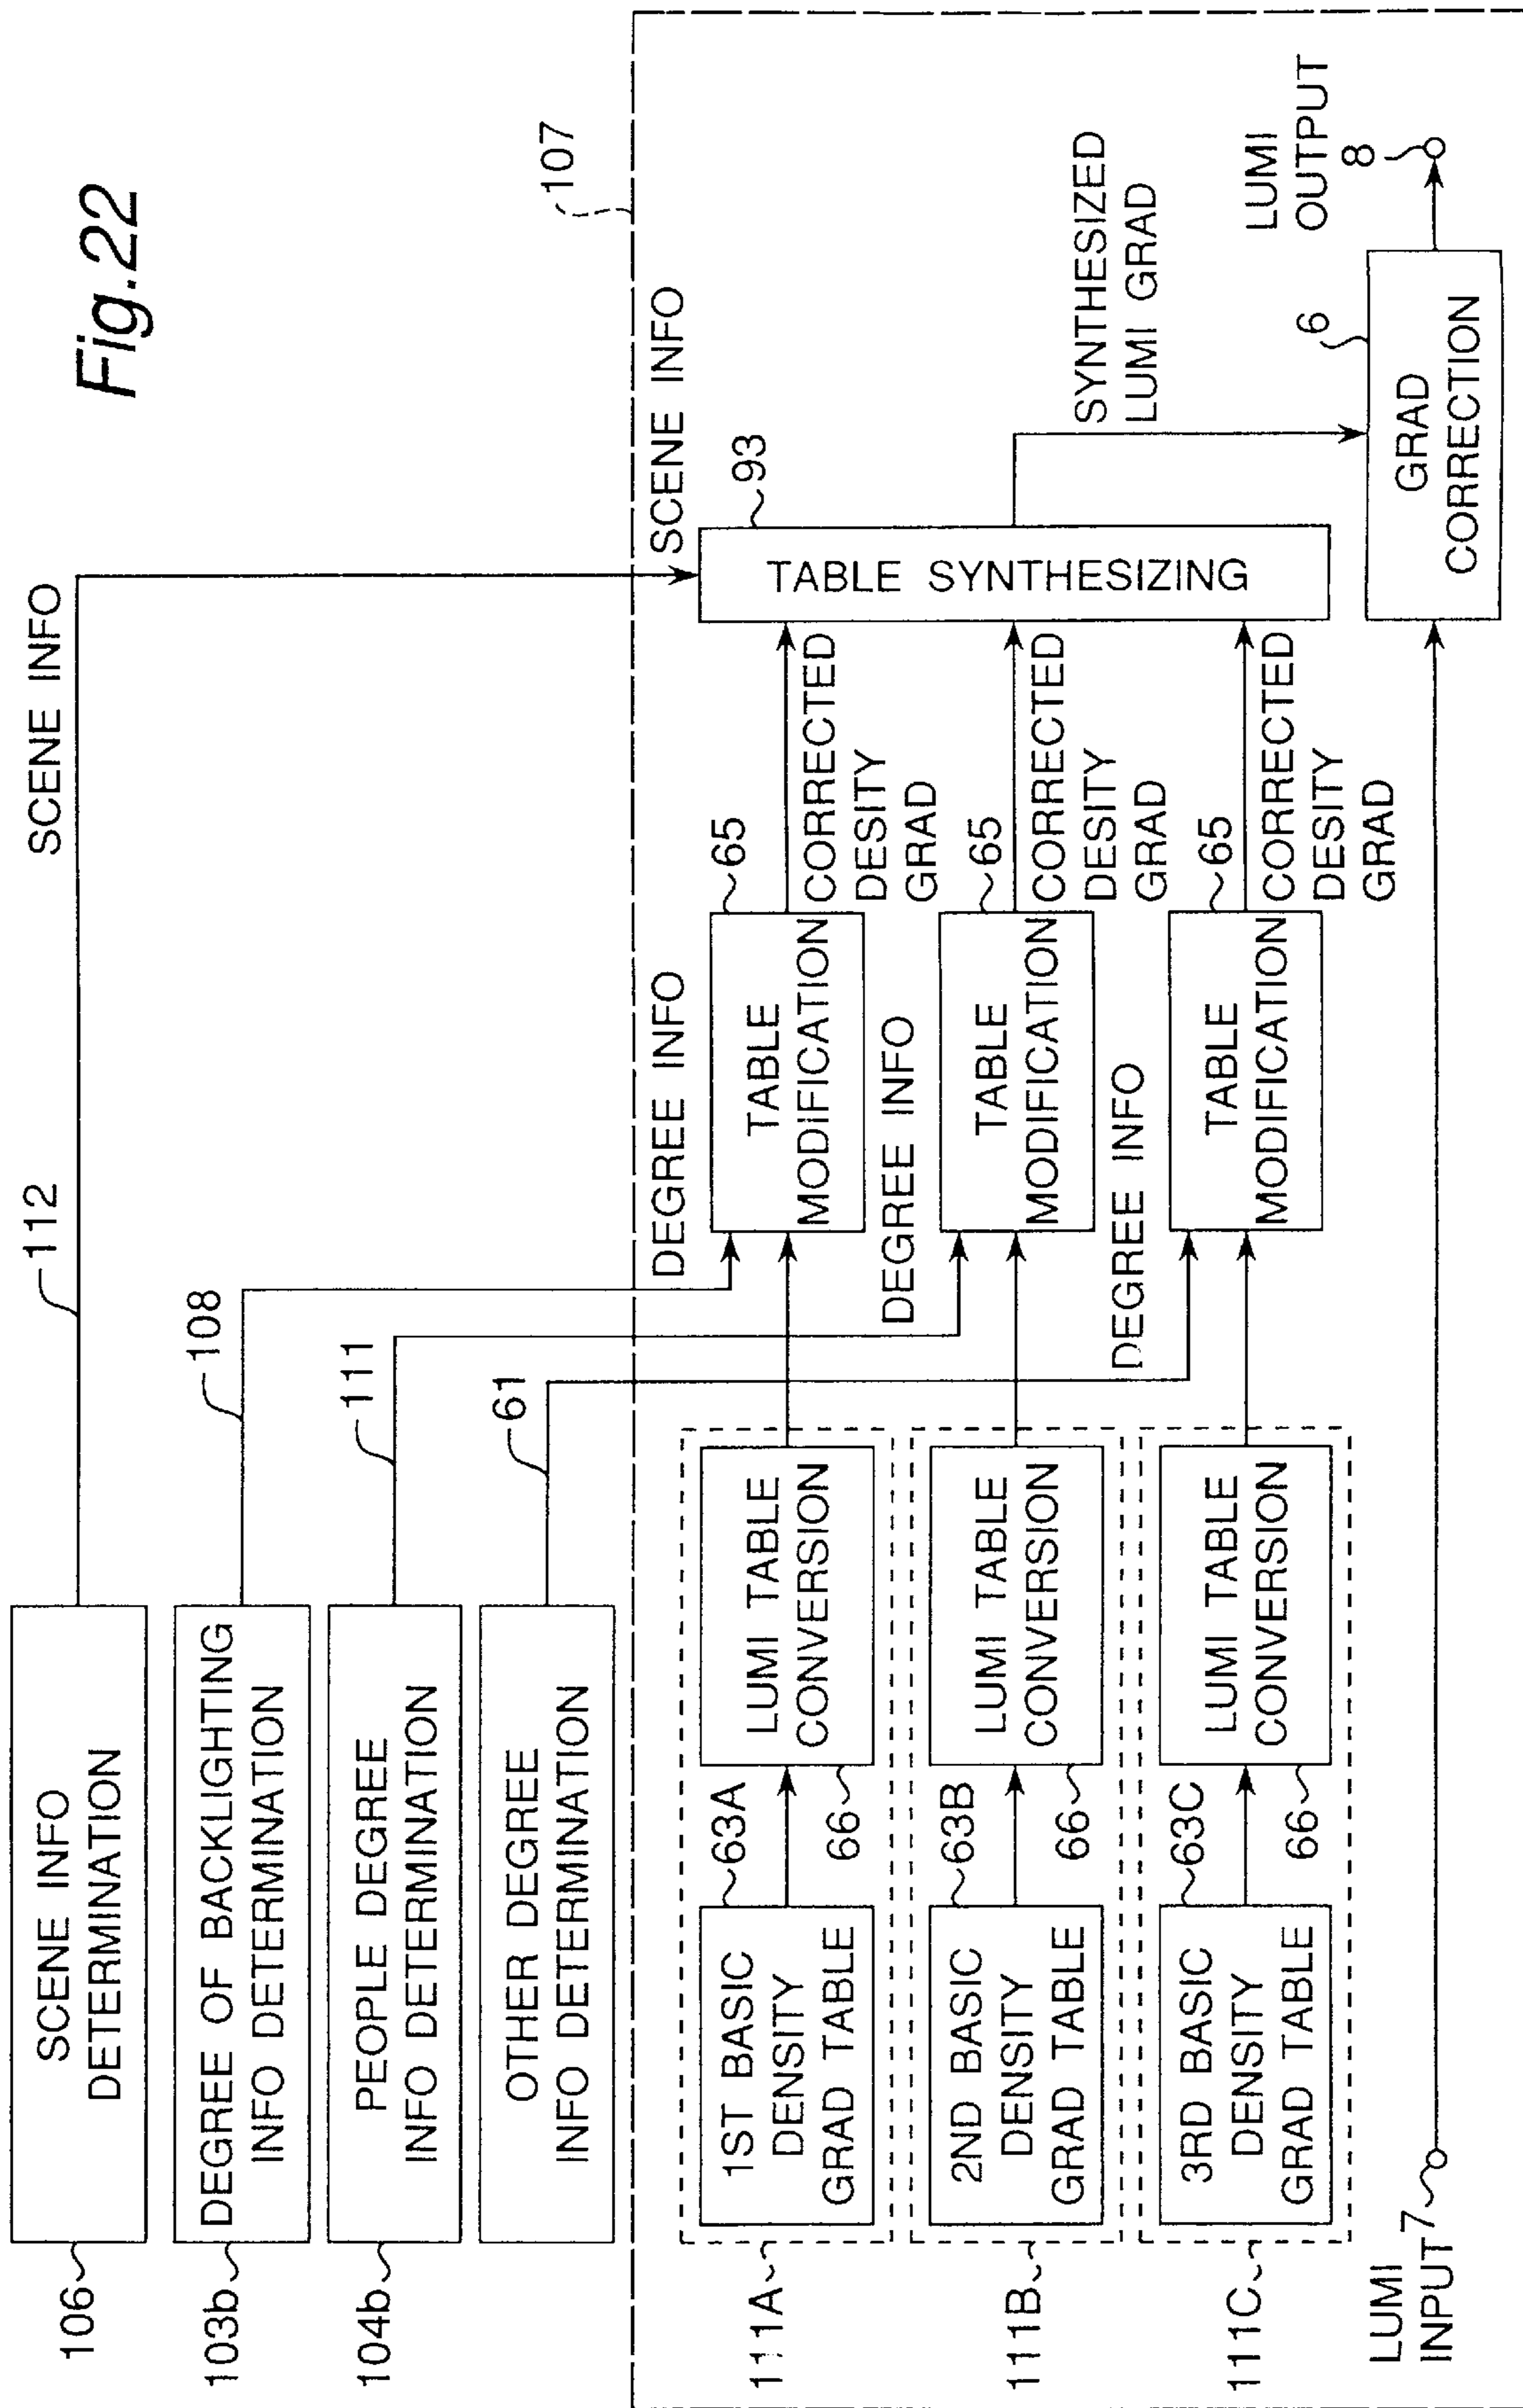 Fig.22
SCENE INFO
DETERMINATION
106
112
SCENE INFO
DEGREE OF BACKLIGHTING
INFO DETERMINATION
103b
108
PEOPLE DEGREE
INFO DETERMINATION
104b
111
OTHER DEGREE
INFO DETERMINATION
61
107
SCENE INFO
DEGREE INFO
111A
1ST BASIC
DENSITY
GRAD TABLE
63A
LUMI TABLE
CONVERSION
66
TABLE
MODIFICATION
65
CORRECTED
DESITY
GRAD
TABLE SYNTHESIZING
93
DEGREE INFO
111B
2ND BASIC
DENSITY
GRAD TABLE
63B
LUMI TABLE
CONVERSION
66
TABLE
MODIFICATION
65
CORRECTED
DESITY
GRAD
SYNTHESIZED
LUMI GRAD
DEGREE INFO
111C
3RD BASIC
DENSITY
GRAD TABLE
63C
LUMI TABLE
CONVERSION
66
TABLE
MODIFICATION
65
CORRECTED
DESITY
GRAD
LUMI
INPUT
7
GRAD
CORRECTION
6
LUMI
OUTPUT
8